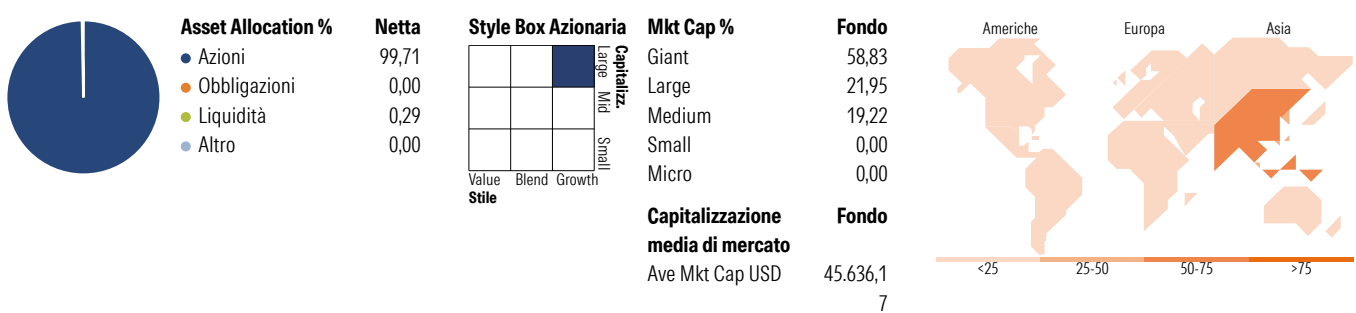 Asset Allocation % Netta
Azioni 99,71
Obbligazioni 0,00
Liquidità 0,29
Altro 0,00
Style Box Azionaria
Capitalizz.
Large
Mid
Small
Value Blend Growth
Stile
Mkt Cap % Fondo
Giant 58,83
Large 21,95
Medium 19,22
Small 0,00
Micro 0,00
Capitalizzazione Fondo
media di mercato
Ave Mkt Cap USD 45.636,1
7
Americhe Europa Asia
<25 25-50 50-75 >75